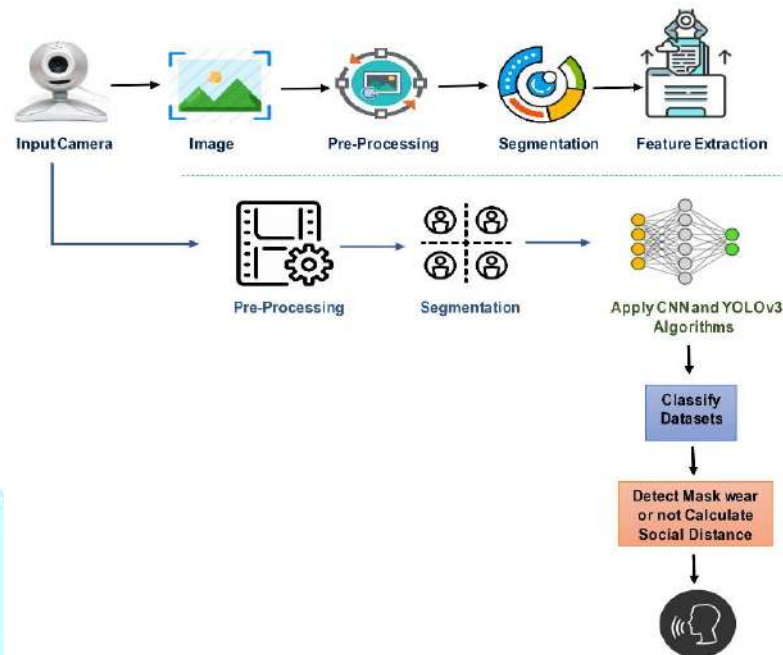 Input Camera
Image
Pre-Processing
Segmentation
Feature Extraction
Pre-Processing
Segmentation
Apply CNN and YOLOv3
Algorithms
Classify
Datasets
Detect Mask wear
or not Calculate
Social Distance